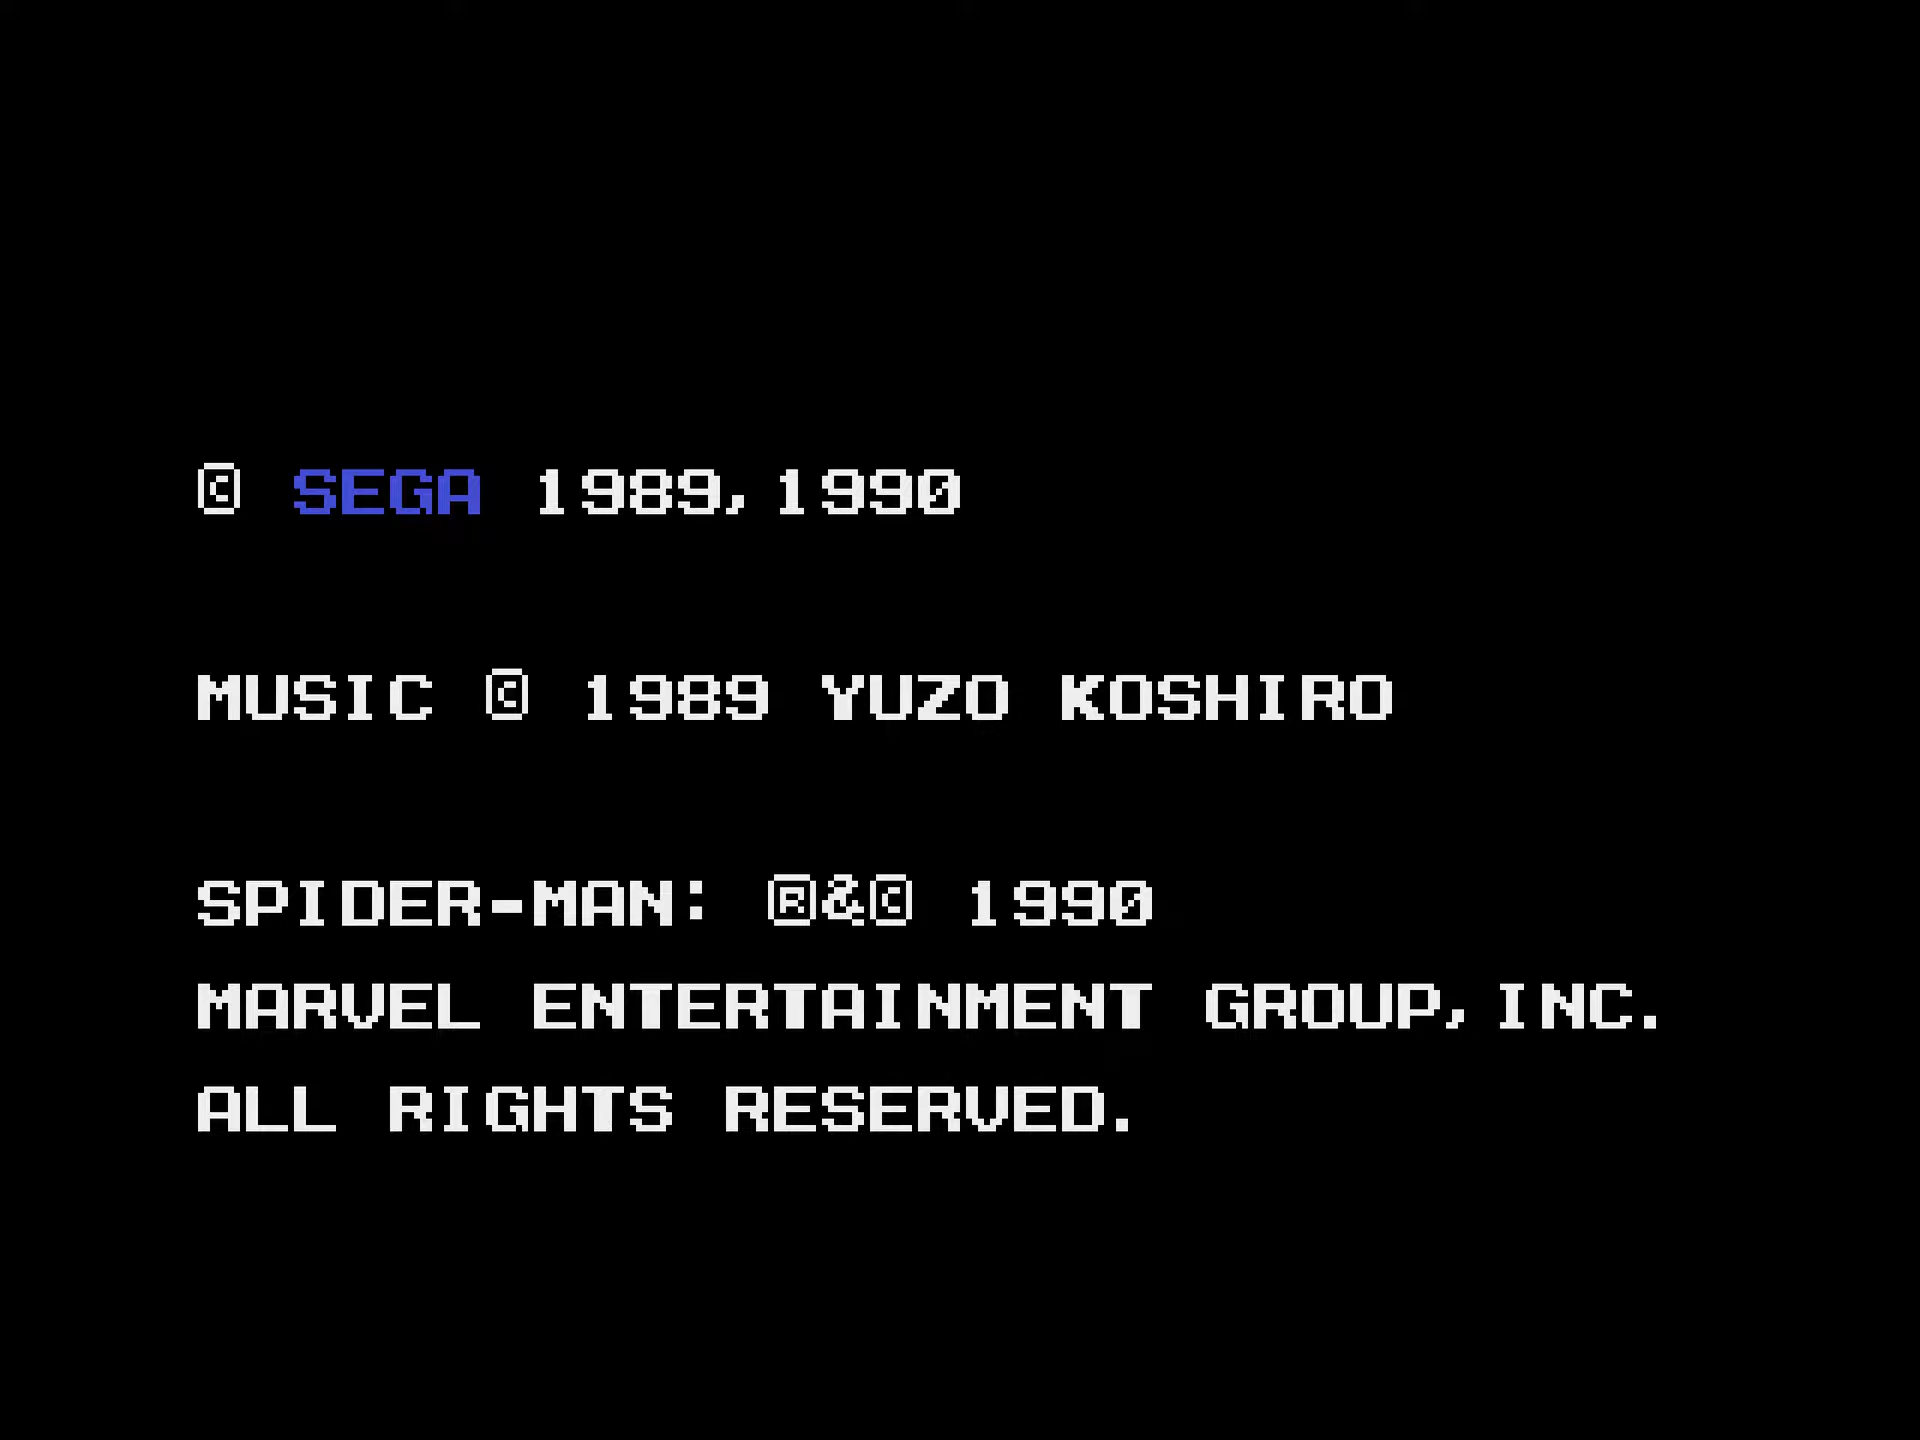 © SEGA 1989,1990
MUSIC © 1989 YUZO KOSHIRO
SPIDER-MAN: ®&© 1990
MARVEL ENTERTAINMENT GROUP,INC.
ALL RIGHTS RESERVED.